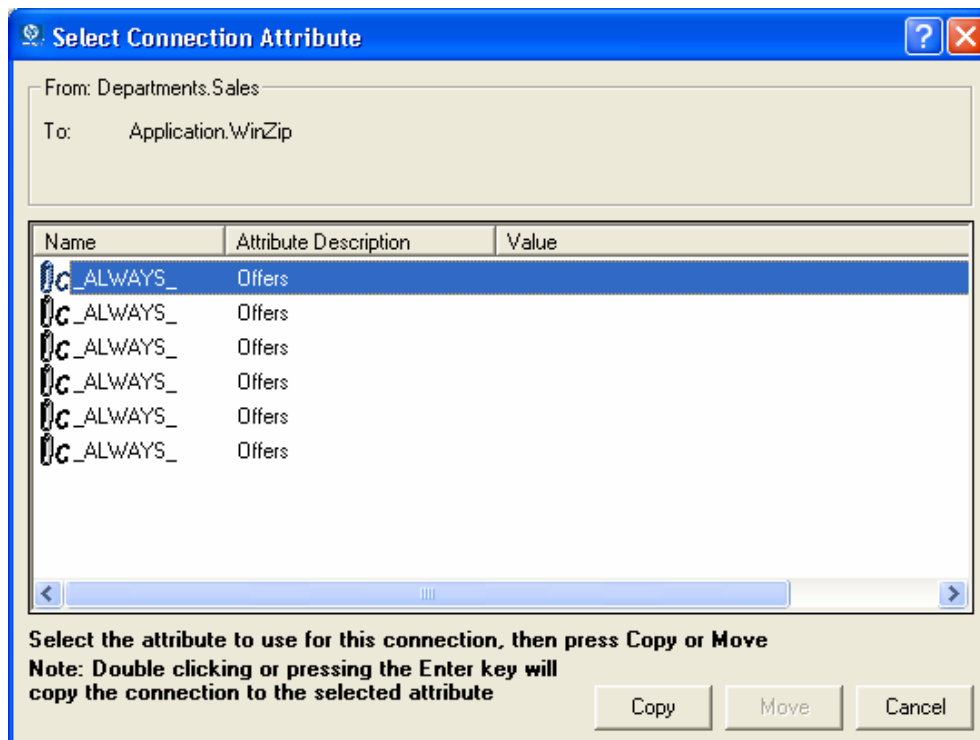 Select Connection Attribute
From: Departments.Sales
To: Application.WinZip
Name Attribute Description Value
_ALWAYS_ Offers
_ALWAYS_ Offers
_ALWAYS_ Offers
_ALWAYS_ Offers
_ALWAYS_ Offers
_ALWAYS_ Offers
Select the attribute to use for this connection, then press Copy or Move
Note: Double clicking or pressing the Enter key will
copy the connection to the selected attribute
Copy Move Cancel